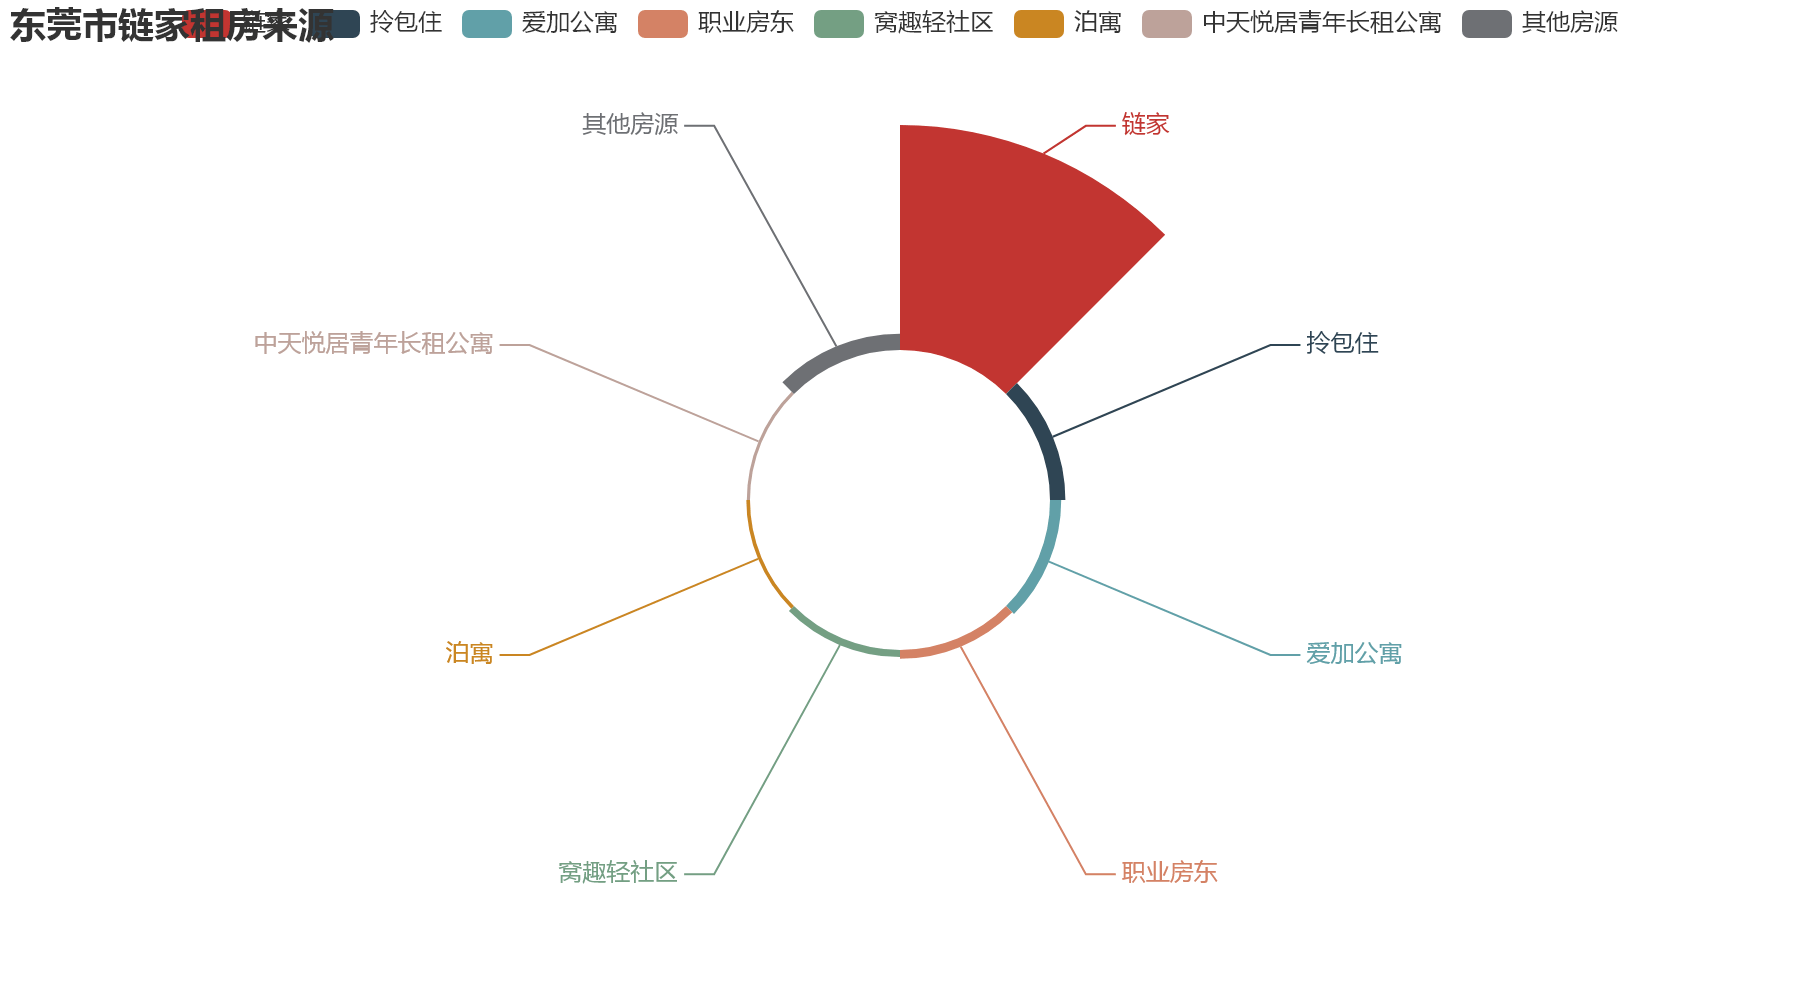 东莞市链家租房来源
链家 拎包住 爱加公寓 职业房东 窝趣轻社区 泊寓 中天悦居青年长租公寓 其他房源
其他房源 链家
中天悦居青年长租公寓 拎包住
泊寓 爱加公寓
窝趣轻社区 职业房东